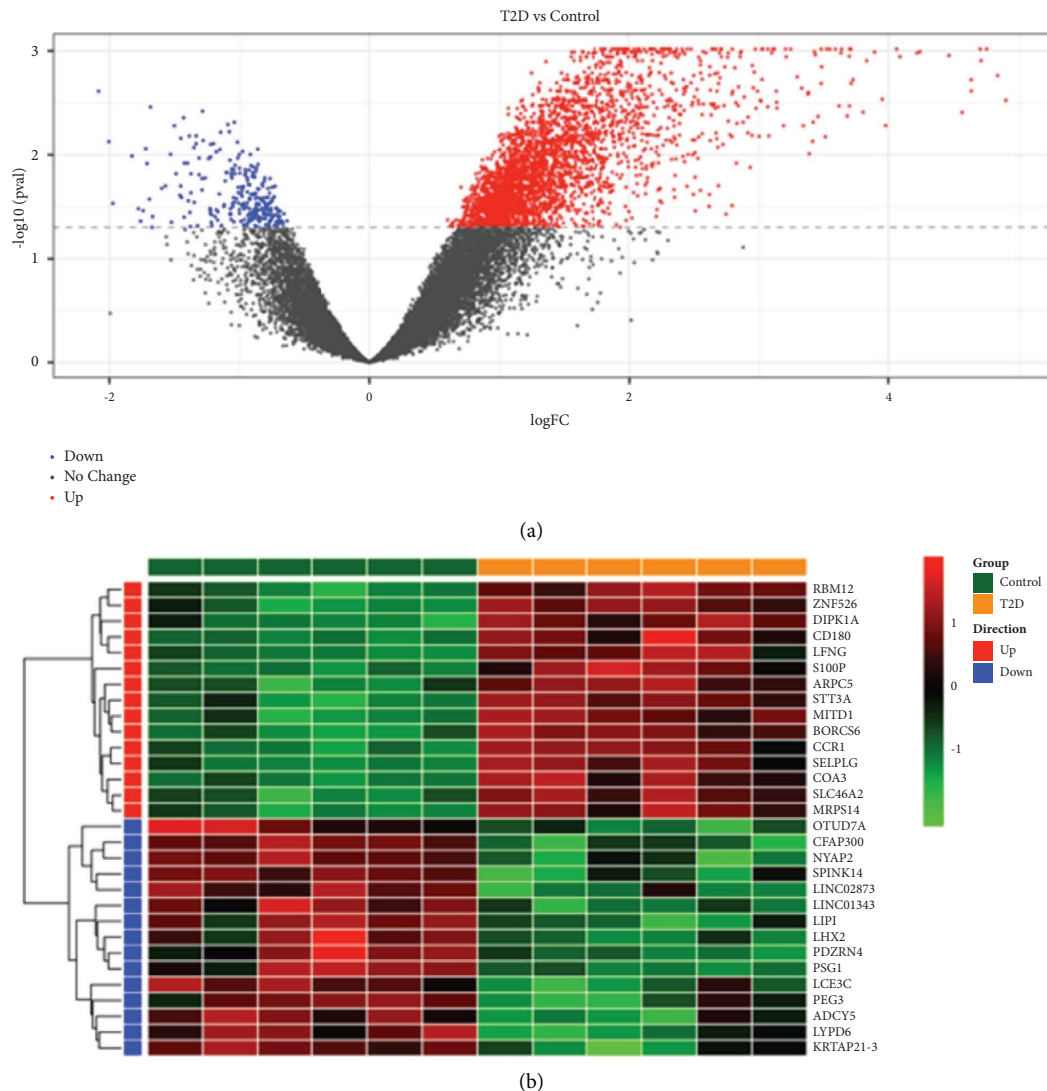 T2D vs Control
3
2
1
0
-log10 (pval)
-2
0
2
4
logFC
Down
No Change
Up
(a)
RBM12
ZNF526
DIPK1A
CD180
LFNG
S100P
ARPC5
STT3A
MITD1
BORCS6
CCR1
SELPLG
COA3
SLC46A2
MRPS14
OTUD7A
CFAP300
NYAP2
SPINK14
LINC02873
LINC01343
LIPI
LHX2
PDZRN4
PSG1
LCE3C
PEG3
ADCY5
LYPD6
KRTAP21-3
1
0
-1
Group
Control
T2D
Direction
Up
Down
(b)